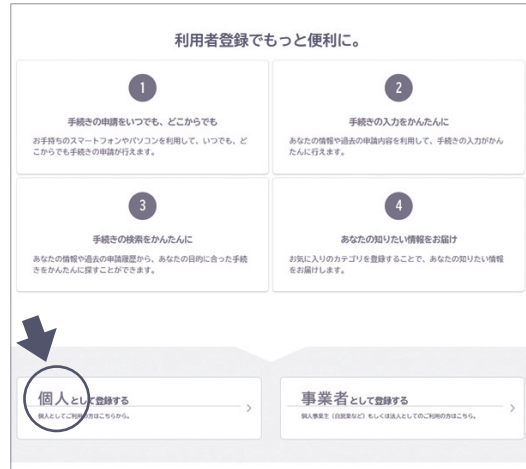 利用者登録でもっと便利に。
1
手続きの申請をいつでも、どこからでも
お手持ちのスマートフォンやパソコンを利用して、いつでも、ど
こからでも手続きの申請が行えます。
2
手続きの入力をかんたんに
あなたの情報や過去の申請内容を利用して、手続きの入力がかん
たんに行えます。
3
手続きの検索をかんたんに
あなたの情報や過去の申請履歴から、あなたの目的に合った手続
きをかんたんに探すことができます。
4
あなたの知りたい情報をお届け
お気に入りのカテゴリを登録することで、あなたの知りたい情報
をお届けします。
個人として登録する
個人としてご利用の方はこちらから。
事業者として登録する
個人事業主（自営業など）もしくは法人としてのご利用の方はこちら。